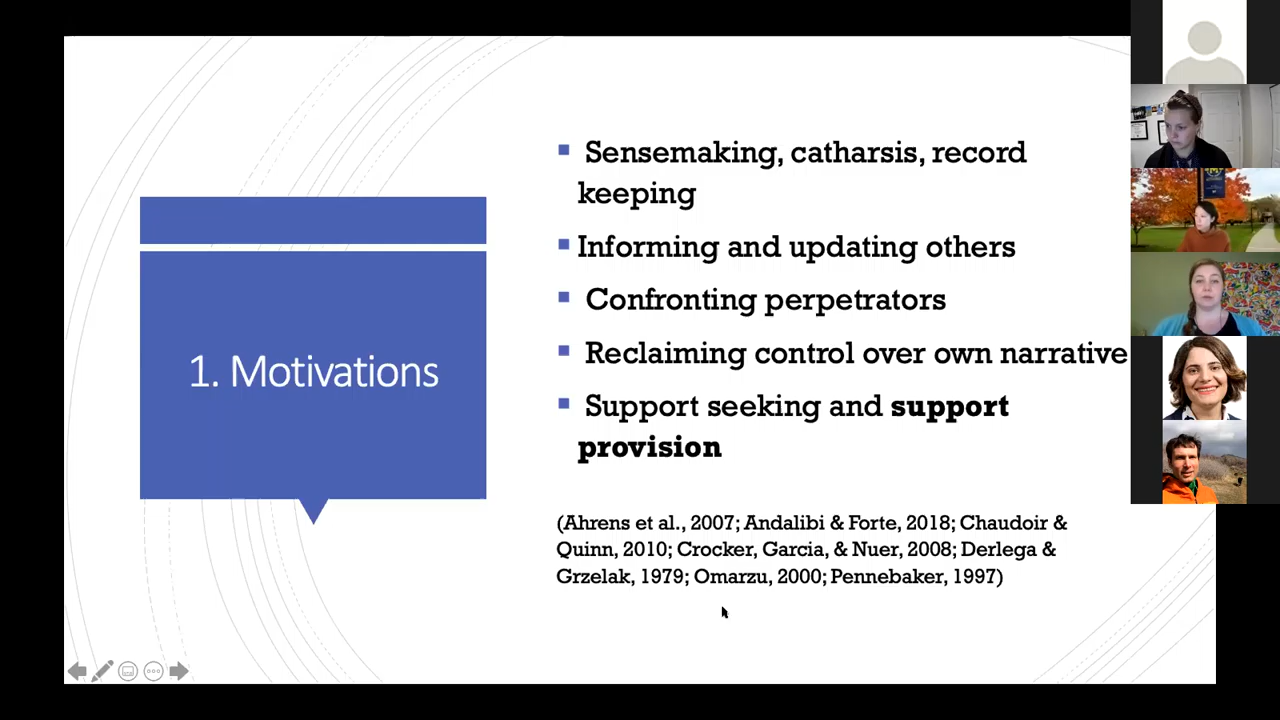 1. Motivations
Sensemaking, catharsis, record
keeping
Informing and updating others
Confronting perpetrators
Reclaiming control over own narrative
Support seeking and support
provision
(Ahrens et al., 2007; Andalibi & Forte, 2018; Chaudoir &
Quinn, 2010; Crocker, Garcia, & Nuer, 2008; Derlega &
Grzelak, 1979; Omarzu, 2000; Pennebaker, 1997)